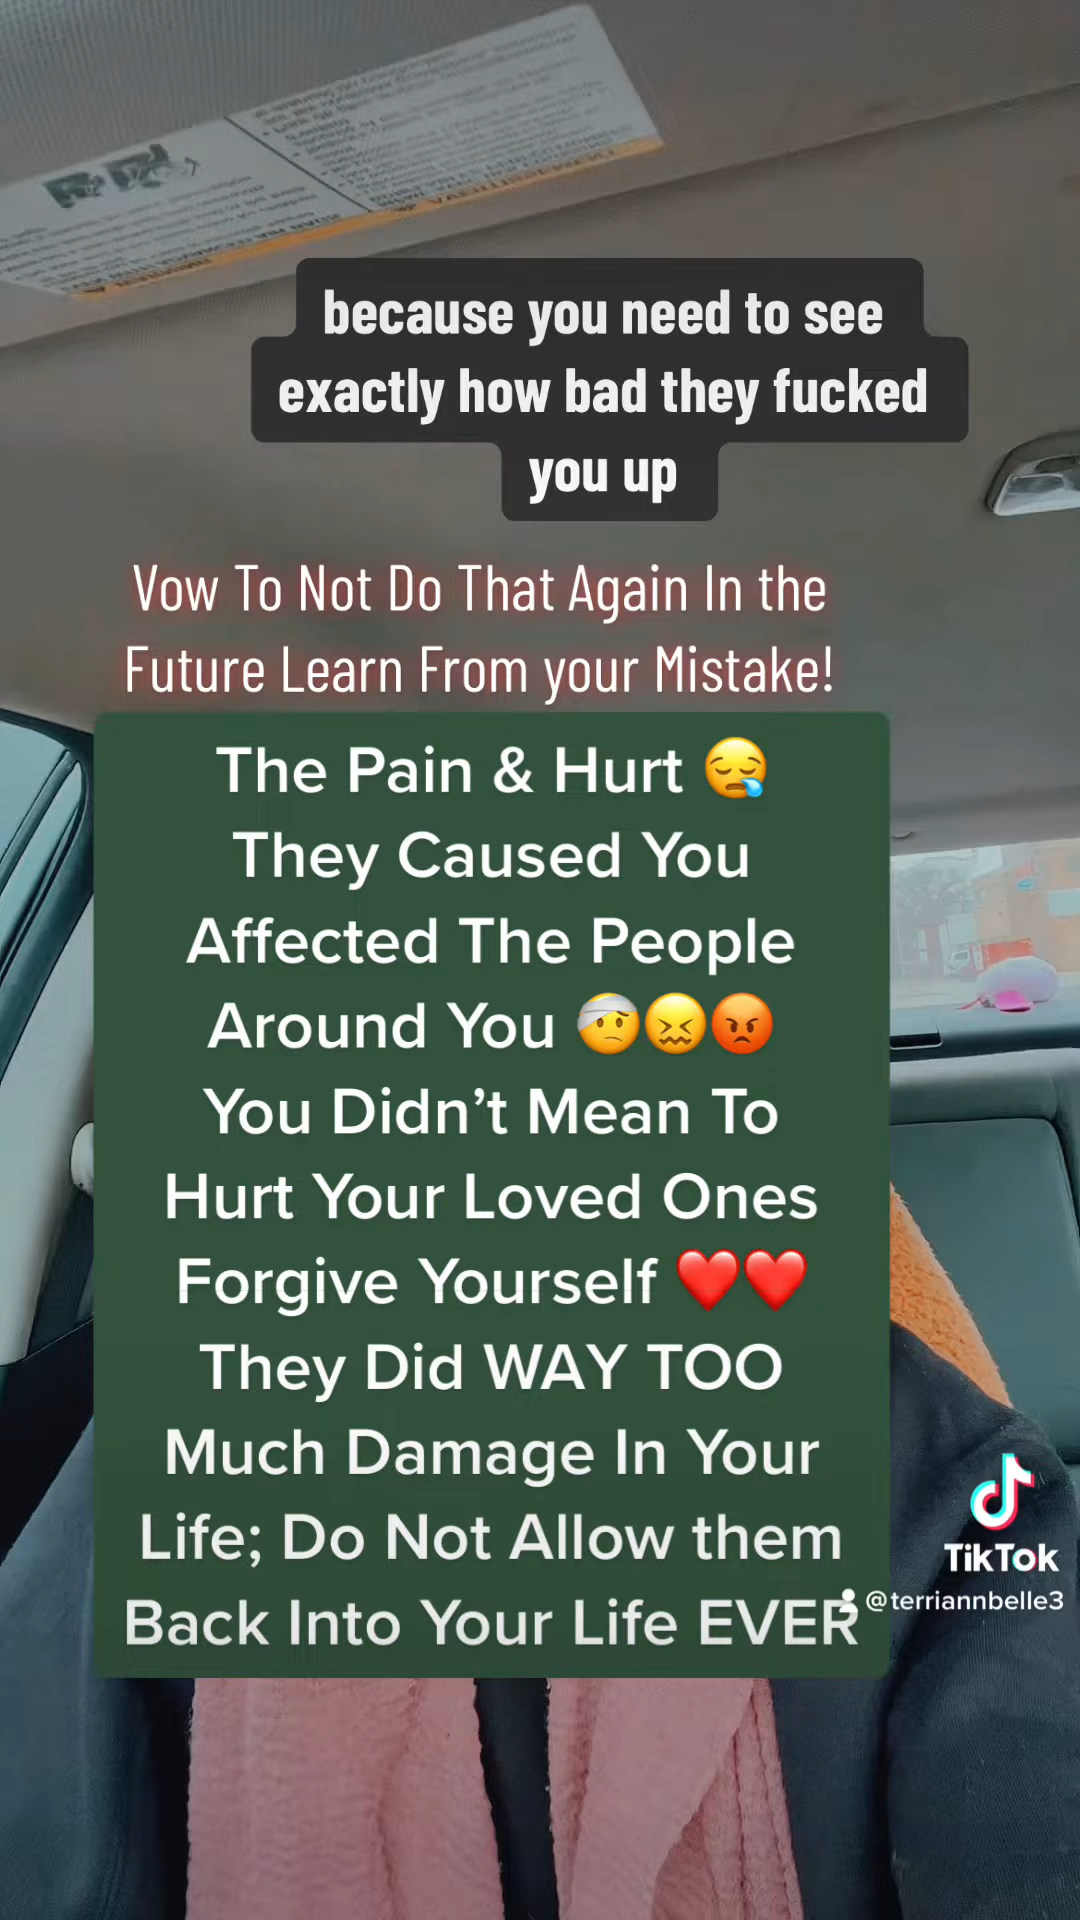 because you need to see
exactly how bad they fucked
you up
Vow To Not Do That Again In the
Future Learn From your Mistake!
The Pain & Hurt 😪
They Caused You
Affected The People
Around You 🤕😖😡
You Didn’t Mean To
Hurt Your Loved Ones
Forgive Yourself ❤️❤️
They Did WAY TOO
Much Damage In Your
Life; Do Not Allow them
Back Into Your Life EVER
TikTok
@terriannbelle3